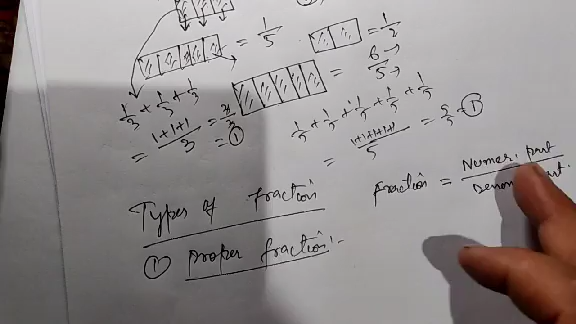 = 1/5
= 1/2
6/5
=
1/3 + 1/3 + 1/3
= 1+1+1/3 = 3/3 = 1
1/5 + 1/5 + 1/5 + 1/5 + 1/5
= 1+1+1+1+1/5 = 5/5 = 1
Types of fraction
fraction = Numer. part/Denom. part.
① Proper fraction:-